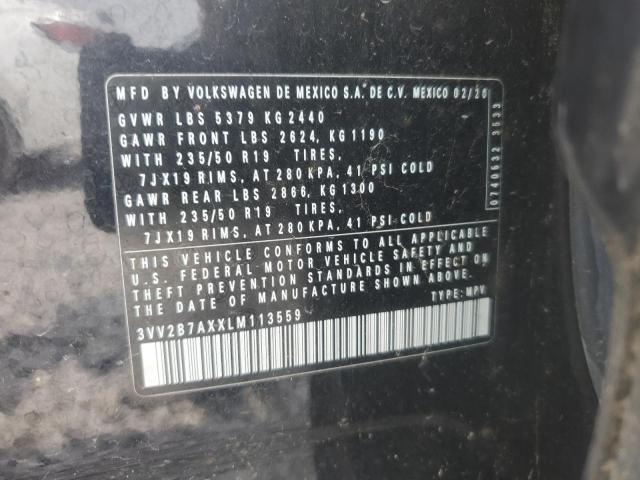 MFD BY VOLKSWAGEN DE MEXICO S.A. DE C.V. MEXICO 02/20
GVWR LBS 5379 KG 2440
GAWR FRONT LBS 2624, KG 1190
WITH 235/50 R19 TIRES,
7JX19 RIMS, AT 280 KPA, 41 PSI COLD
GAWR REAR LBS 2866, KG 1300
WITH 235/50 R19 TIRES,
7JX19 RIMS, AT 280 KPA, 41 PSI COLD
THIS VEHICLE CONFORMS TO ALL APPLICABLE
U.S. FEDERAL MOTOR VEHICLE SAFETY AND
THEFT PREVENTION STANDARDS IN EFFECT ON
THE DATE OF MANUFACTURE SHOWN ABOVE.
3VV2B7AXXLM113559 TYPE: MPV
0740632 3533